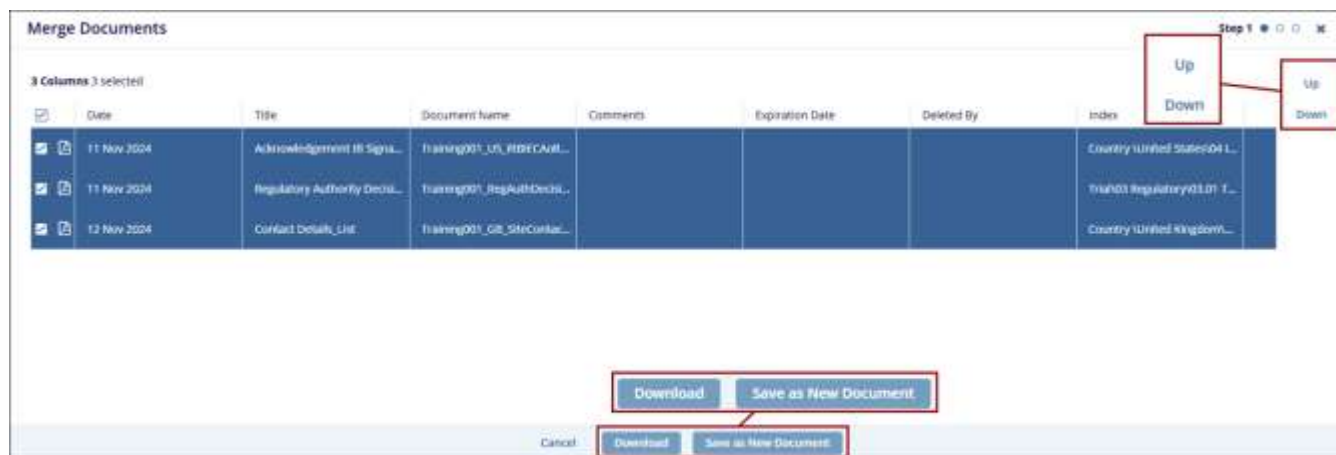 Merge Documents
Step 1
Up
Down
Up
Down
3 Columns 3 selected
Date Title Document Name Comments Expiration Date Deleted By Index
11 Nov 2024 Acknowledgement IB Signa... Training001_US_IRBIECAut... Country \United States\04 I...
11 Nov 2024 Regulatory Authority Decisi... Training001_RegAuthDecisi... Trial\03 Regulatory\03.01 T...
12 Nov 2024 Contact Details_List Training001_GB_SiteContac... Country \United Kingdom\...
Download Save as New Document
Cancel Download Save as New Document